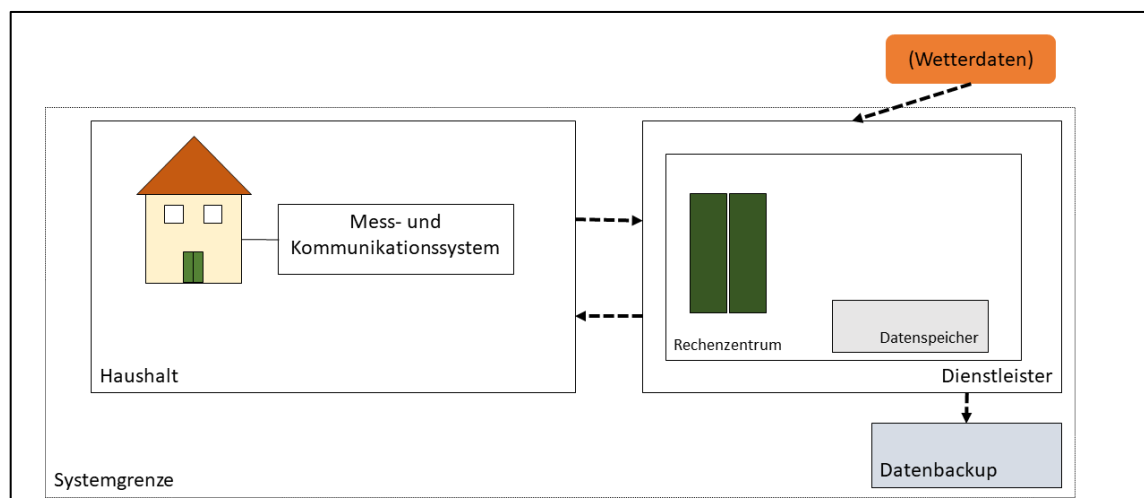 (Wetterdaten)
Mess- und
Kommunikationssystem
Rechenzentrum
Datenspeicher
Haushalt
Dienstleister
Datenbackup
Systemgrenze